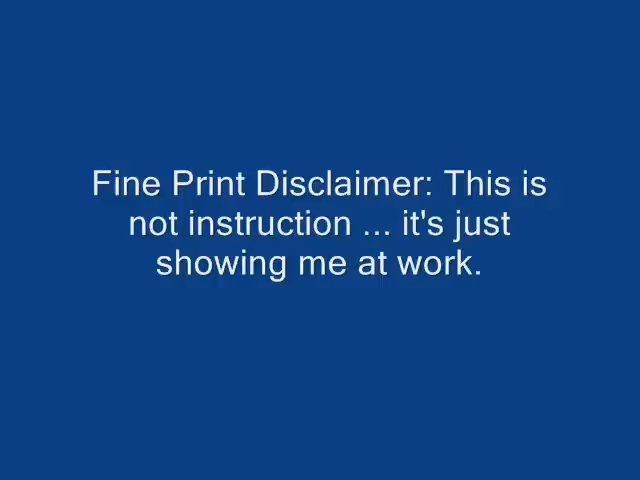 Fine Print Disclaimer: This is
not instruction ... it's just
showing me at work.